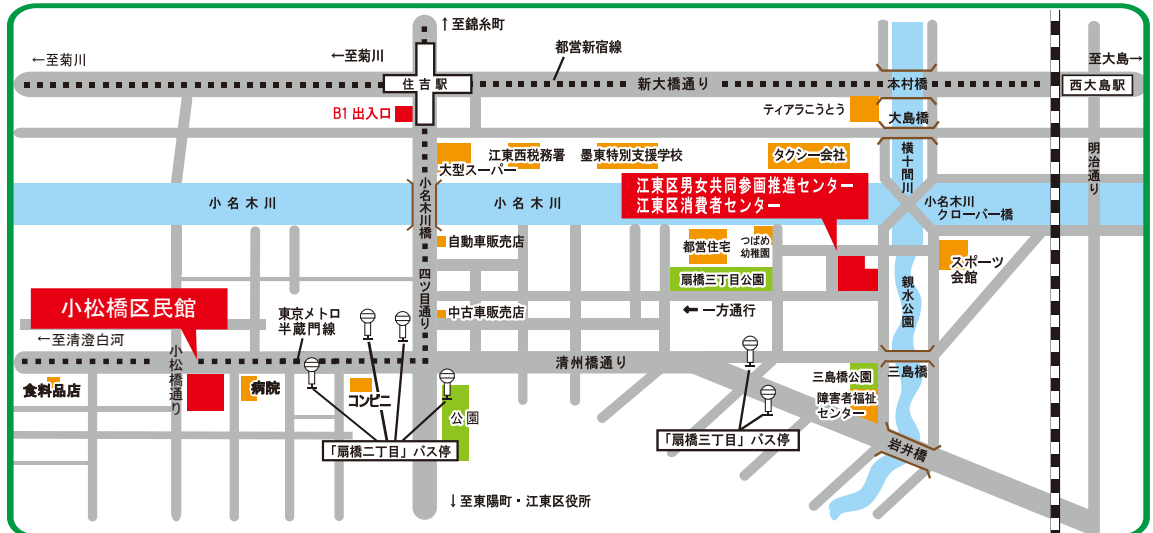 ↑至錦糸町
←至菊川
←至菊川
都営新宿線
至大島→
住吉駅
新大橋通り
本村橋
西大島駅
B1出入口
ティアラこうとう
大島橋
江東西税務署
墨東特別支援学校
タクシー会社
大型スーパー
横十間川
明治通り
江東区男女共同参画推進センター
江東区消費者センター
小名木川
小名木川橋
小名木川
小名木川
クローバー橋
自動車販売店
都営住宅
つばめ
幼稚園
スポーツ
会館
扇橋三丁目公園
四ツ目通り
親水公園
小松橋区民館
東京メトロ
半蔵門線
中古車販売店
←一方通行
←至清澄白河
小松橋通り
清州橋通り
三島橋
食料品店
病院
コンビニ
公園
三島橋公園
障害者福祉
センター
「扇橋二丁目」バス停
「扇橋三丁目」バス停
岩井橋
↓至東陽町・江東区役所